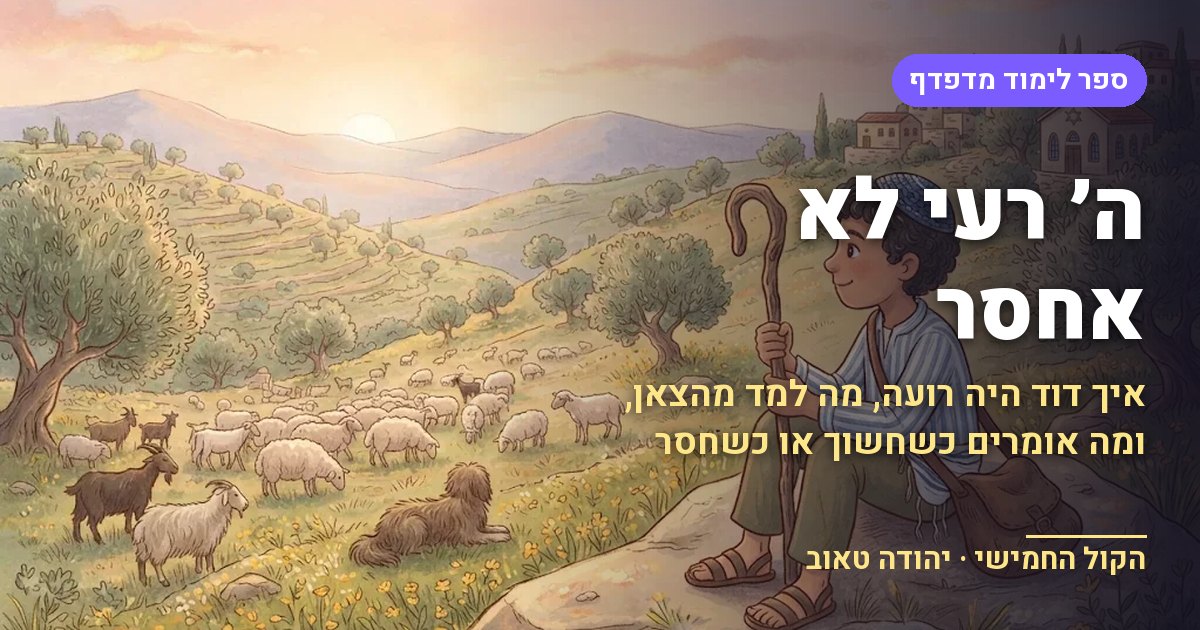 ספר לימוד מדפדף
ה׳ רעי לא
אחסר
איך דוד היה רועה, מה למד מהצאן,
ומה אומרים כשחשוך או כשחסר
הקול החמישי · יהודה טאוב